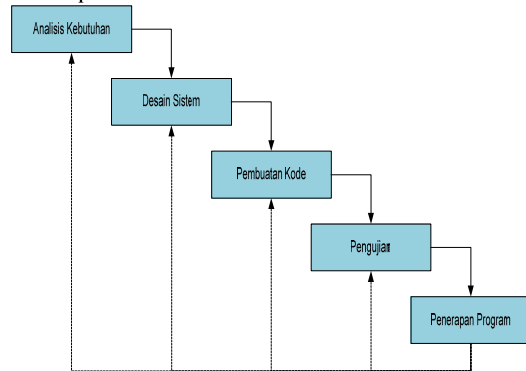 Analisis Kebutuhan
Desain Sistem
Pembuatan Kode
Pengujian
Penerapan Program